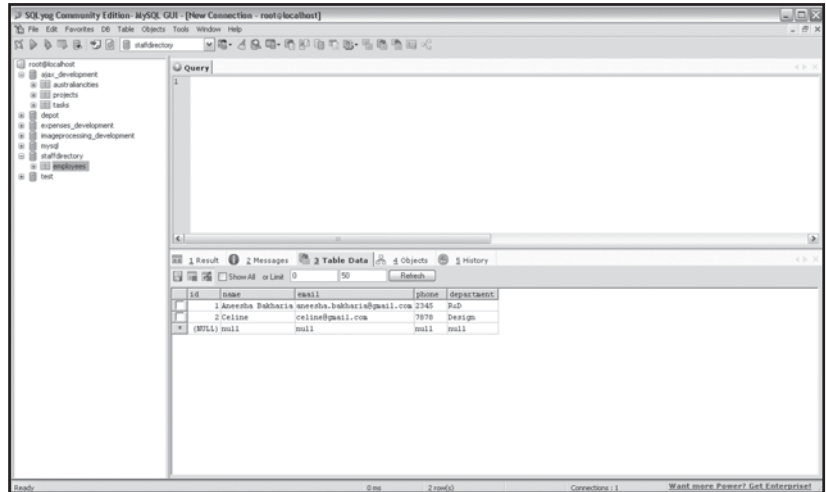 SQLyog Community Edition- MySQL GUI - [New Connection - root@localhost]
File Edit Favorites DB Table Objects Tools Window Help
staffdirectory
root@localhost
ajax_development
australiancities
projects
tasks
depot
expenses_development
imageprocessing_development
mysql
staffdirectory
employees
test
Query
1
1 Result 2 Messages 3 Table Data 4 Objects 5 History
Show All or Limit 0 50 Refresh
id name email phone department
1 Aneesha Bakharia aneesha.bakharia@gmail.com 2345 R&D
2 Celine celine@gmail.com 7878 Design
* (NULL) null null null null
Ready 0 ms 2 row(s) Connections : 1 Want more Power? Get Enterprise!